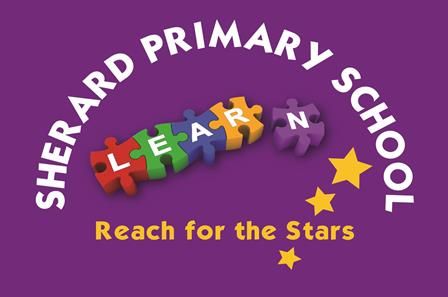 SHERARD PRIMARY SCHOOL
LEARN
Reach for the Stars